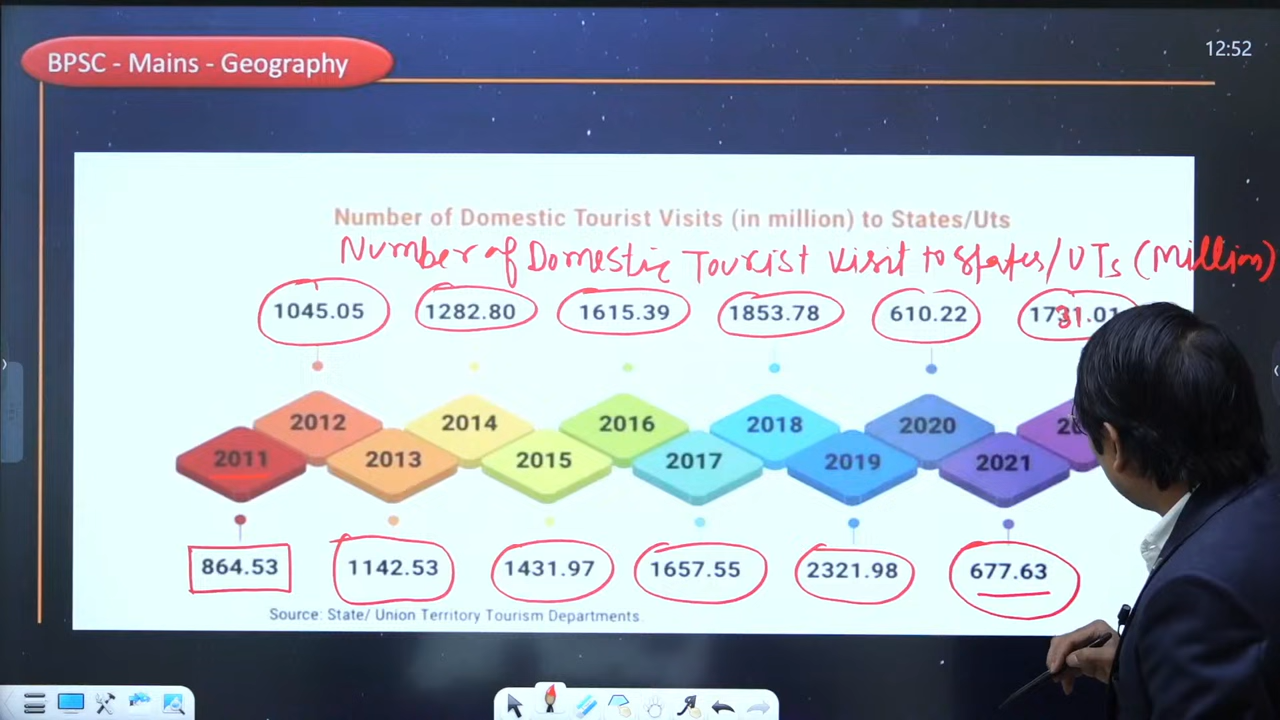 BPSC - Mains - Geography
12:52
Number of Domestic Tourist Visits (in million) to States/Uts
Number of Domestic Tourist Visit to States/UTs (Million)
1045.05 1282.80 1615.39 1853.78 610.22 1731.01
2012 2014 2016 2018 2020
2011 2013 2015 2017 2019 2021
864.53 1142.53 1431.97 1657.55 2321.98 677.63
Source: State/ Union Territory Tourism Departments